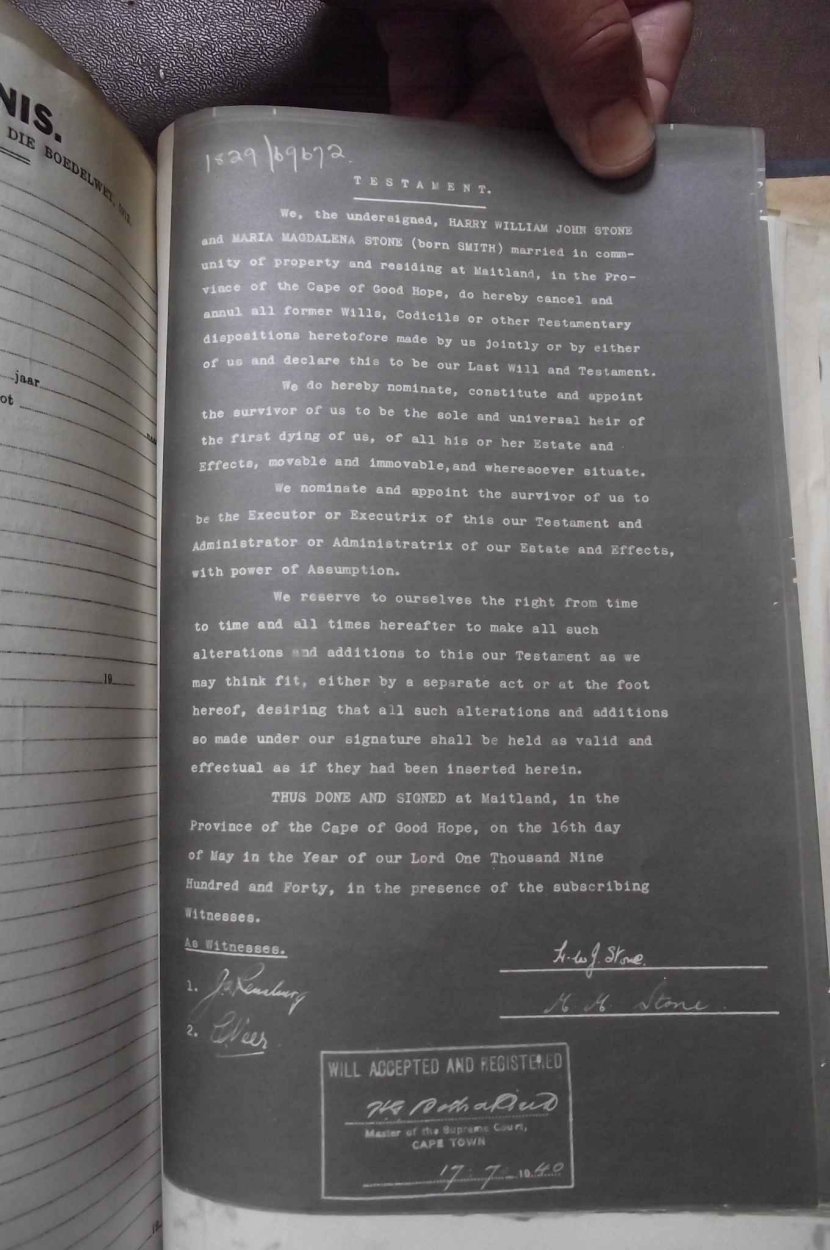 NIS.
DIE BOEDELWET,
jaar
ot
19
1829/69672.
TESTAMENT.
We, the undersigned, HARRY WILLIAM JOHN STONE
and MARIA MAGDALENA STONE (born SMITH) married in comm-
unity of property and residing at Maitland, in the Pro-
vince of the Cape of Good Hope, do hereby cancel and
annul all former Wills, Codicils or other Testamentary
dispositions heretofore made by us jointly or by either
of us and declare this to be our Last Will and Testament.
We do hereby nominate, constitute and appoint
the survivor of us to be the sole and universal heir of
the first dying of us, of all his or her Estate and
Effects, movable and immovable,and wheresoever situate.
We nominate and appoint the survivor of us to
be the Executor or Executrix of this our Testament and
Administrator or Administratrix of our Estate and Effects,
with power of Assumption.
We reserve to ourselves the right from time
to time and all times hereafter to make all such
alterations and additions to this our Testament as we
may think fit, either by a separate act or at the foot
hereof, desiring that all such alterations and additions
so made under our signature shall be held as valid and
effectual as if they had been inserted herein.
THUS DONE AND SIGNED at Maitland, in the
Province of the Cape of Good Hope, on the 16th day
of May in the Year of our Lord One Thousand Nine
Hundred and Forty, in the presence of the subscribing
Witnesses.
As Witnesses.
H.W.J. Stone.
1.
M. M. Stone.
2.
WILL ACCEPTED AND REGISTERED
Master of the Supreme Court,
CAPE TOWN
17. 7. 1940